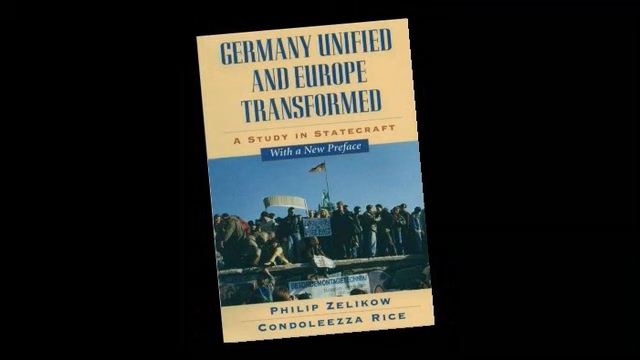 GERMANY UNIFIED
AND EUROPE
TRANSFORMED
A STUDY IN STATECRAFT
With a New Preface
PHILIP ZELIKOW
CONDOLEEZZA RICE